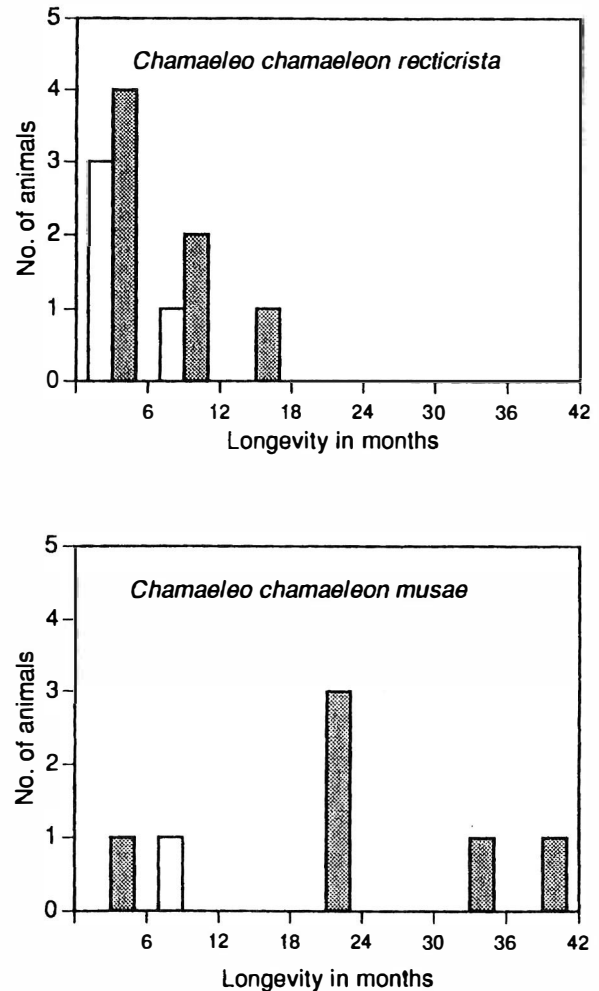 5
Chamaeleo chamaeleon recticrista
4
3
2
1
0
No. of animals
6 12 18 24 30 36 42
Longevity in months
5
Chamaeleo chamaeleon musae
4
3
2
1
0
No. of animals
6 12 18 24 30 36 42
Longevity in months